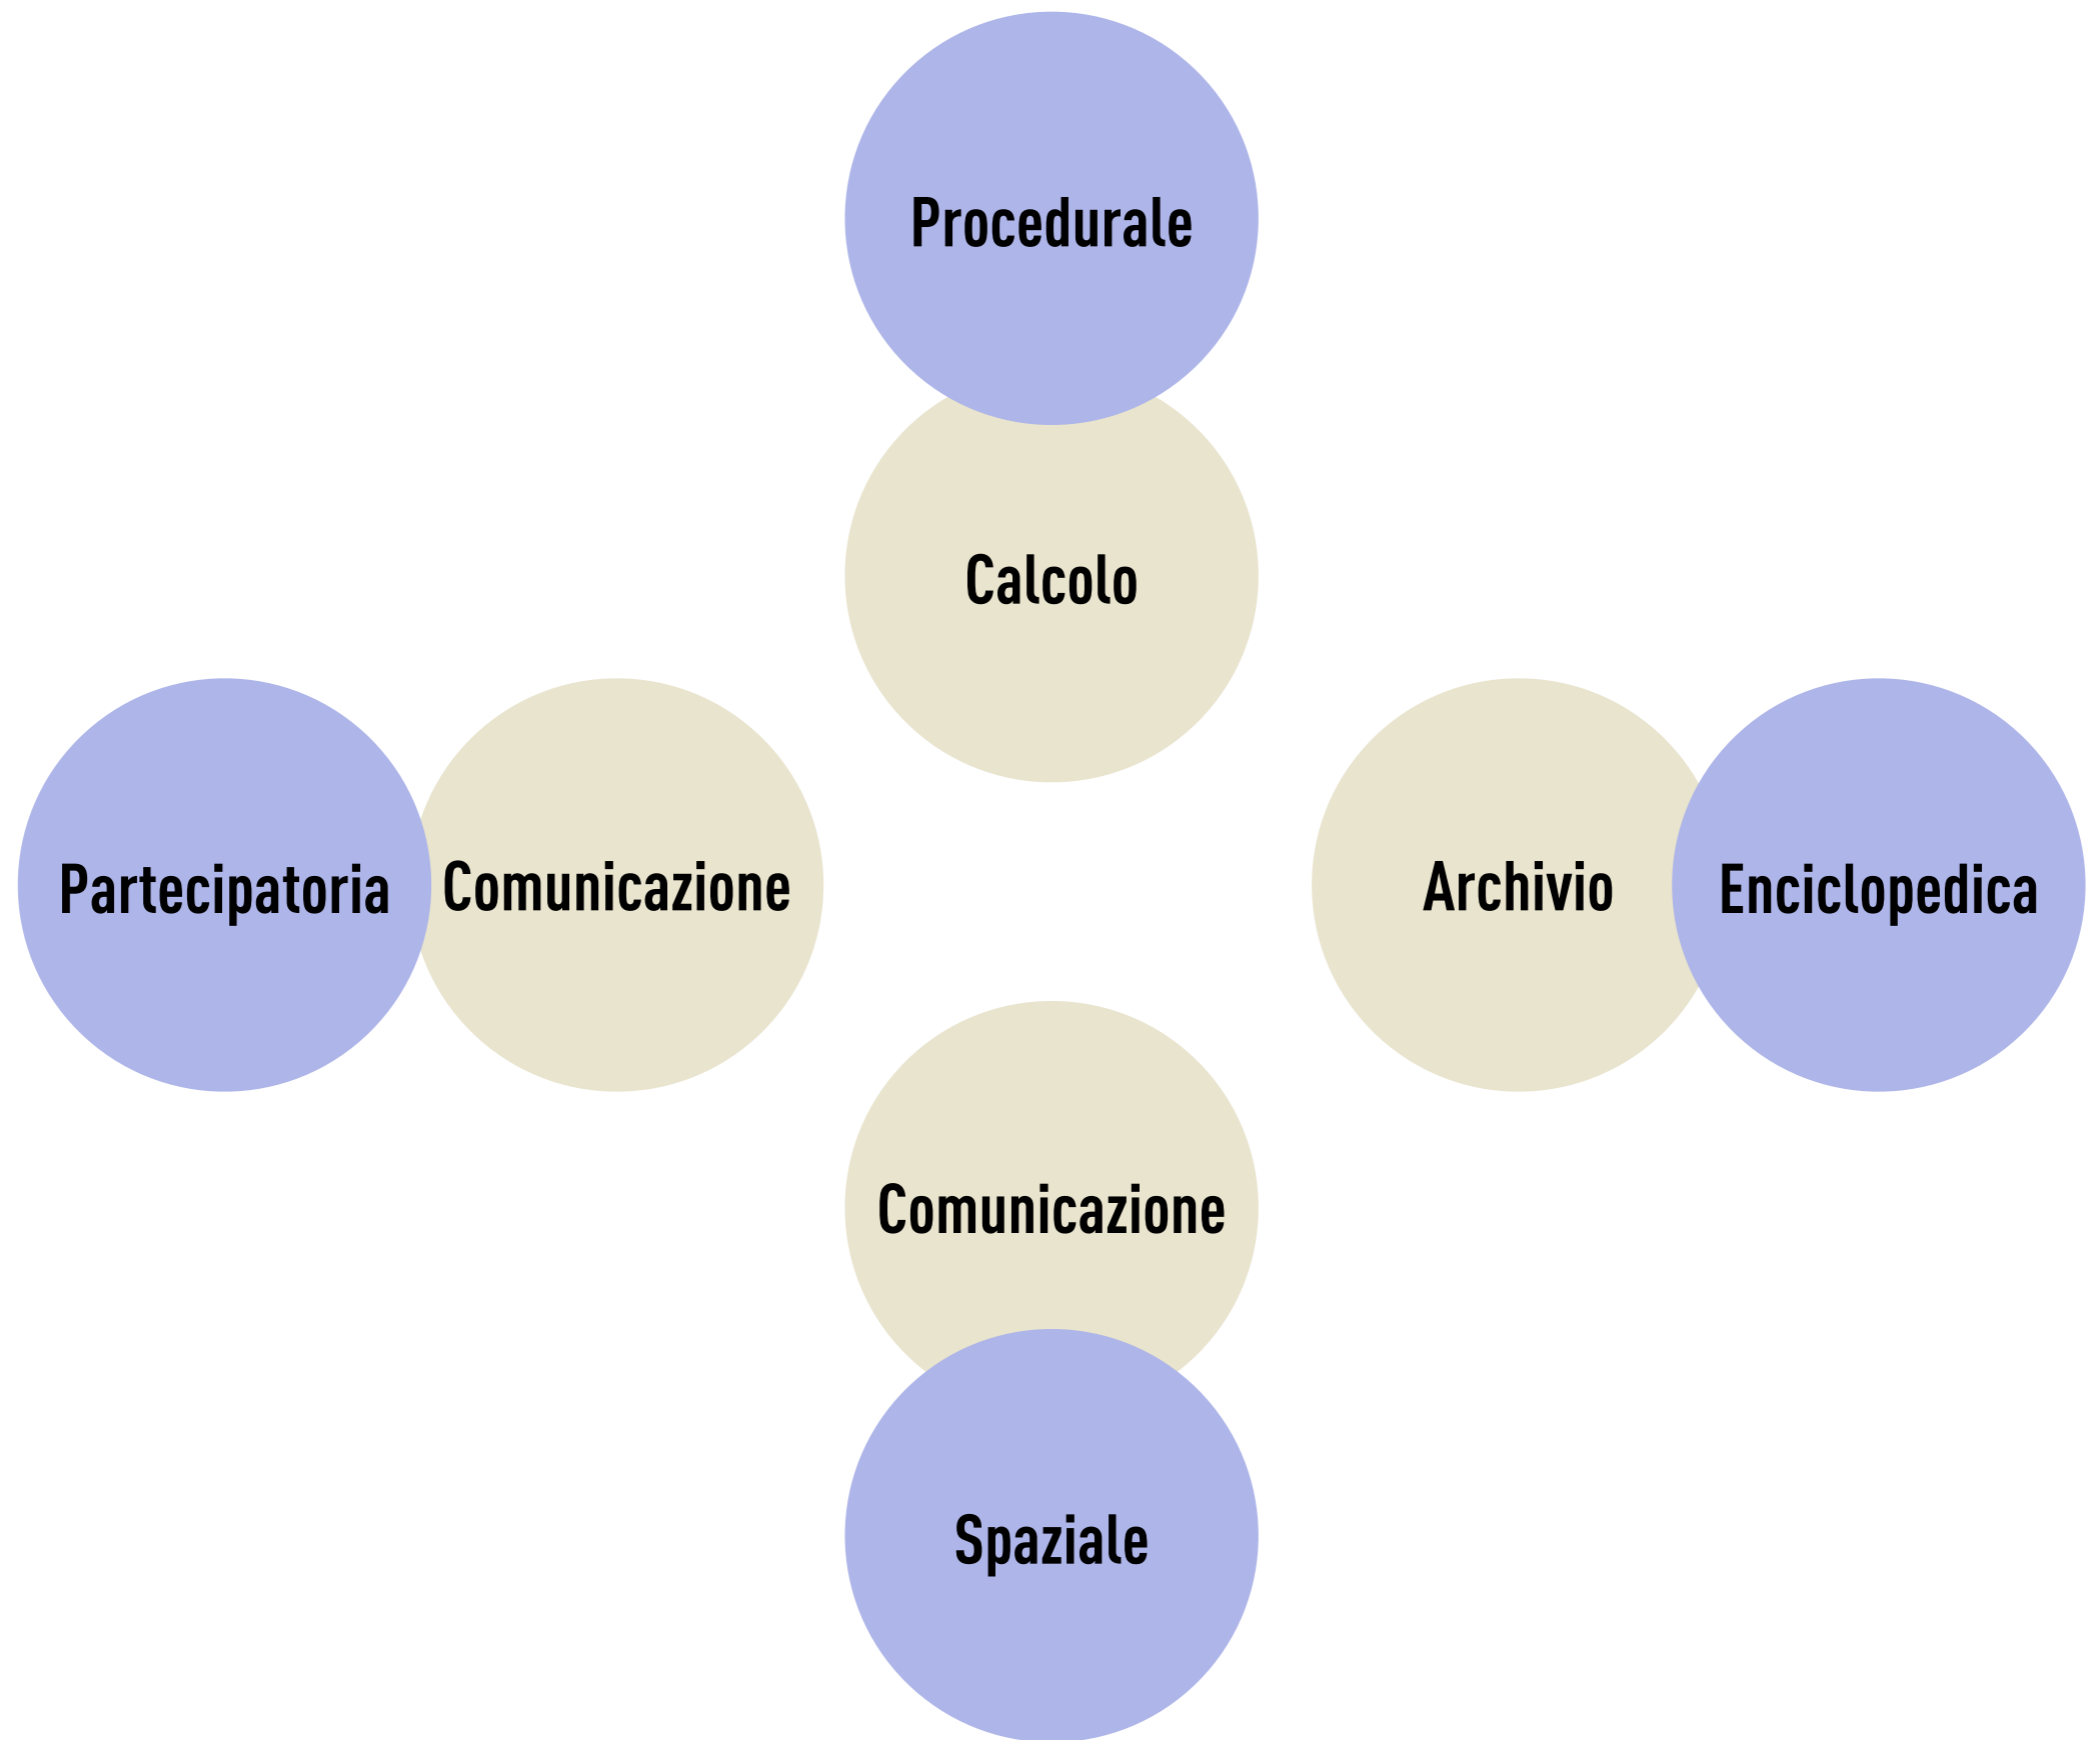 Procedurale
Calcolo
Partecipatoria
Comunicazione
Archivio
Enciclopedica
Comunicazione
Spaziale